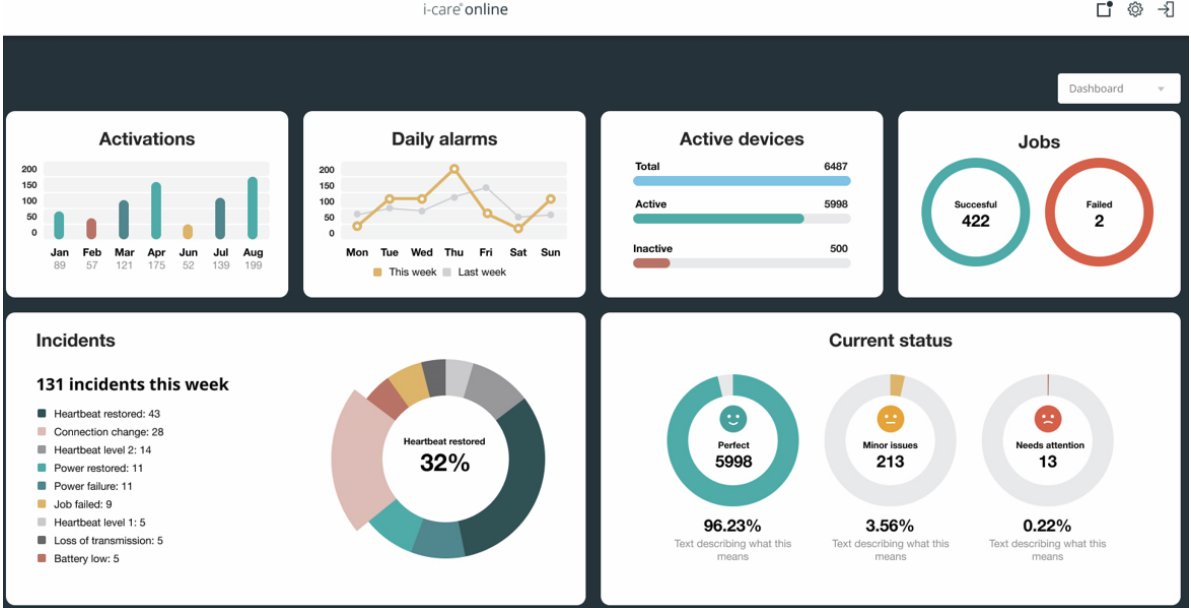 i-care® online
Dashboard
Activations
200
150
100
50
0
Jan Feb Mar Apr Jun Jul Aug
89 57 121 175 52 139 199
Daily alarms
200
150
100
50
0
Mon Tue Wed Thu Fri Sat Sun
This week Last week
Active devices
Total 6487
Active 5998
Inactive 500
Jobs
Succesful
422
Failed
2
Incidents
131 incidents this week
Heartbeat restored: 43
Connection change: 28
Heartbeat level 2: 14
Power restored: 11
Power failure: 11
Job failed: 9
Heartbeat level 1: 5
Loss of transmission: 5
Battery low: 5
Heartbeat restored
32%
Current status
Perfect
5998
96.23%
Text describing what this
means
Minor issues
213
3.56%
Text describing what this
means
Needs attention
13
0.22%
Text describing what this
means